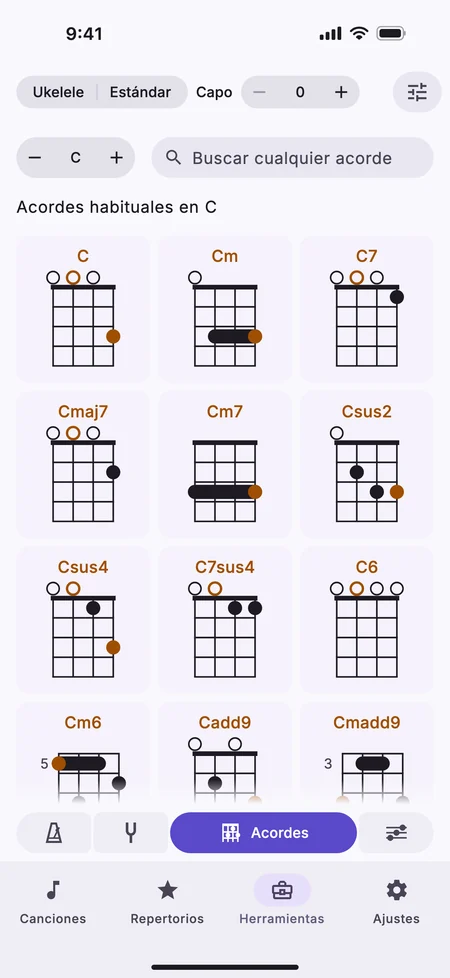 9:41
Ukelele Estándar Capo − 0 +
− C + Buscar cualquier acorde
Acordes habituales en C
C Cm C7
Cmaj7 Cm7 Csus2
Csus4 C7sus4 C6
Cm6 Cadd9 Cmadd9
5 3
Acordes
Canciones Repertorios Herramientas Ajustes